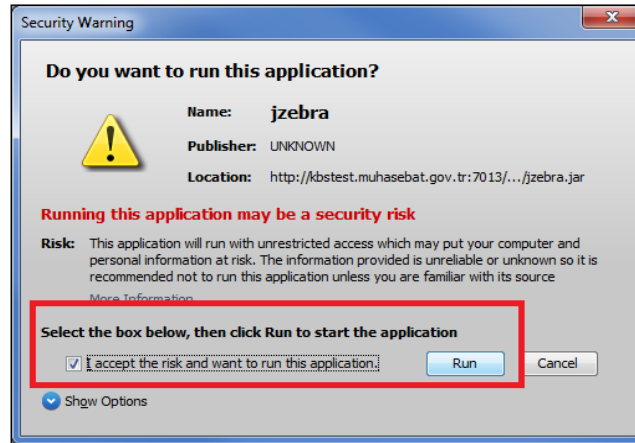 Security Warning
Do you want to run this application?
Name: jzebra
Publisher: UNKNOWN
Location: http://kbstest.muhasebat.gov.tr:7013/.../jzebra.jar
Running this application may be a security risk
Risk: This application will run with unrestricted access which may put your computer and
personal information at risk. The information provided is unreliable or unknown so it is
recommended not to run this application unless you are familiar with its source
More Information
Select the box below, then click Run to start the application
I accept the risk and want to run this application.
Run
Cancel
Show Options